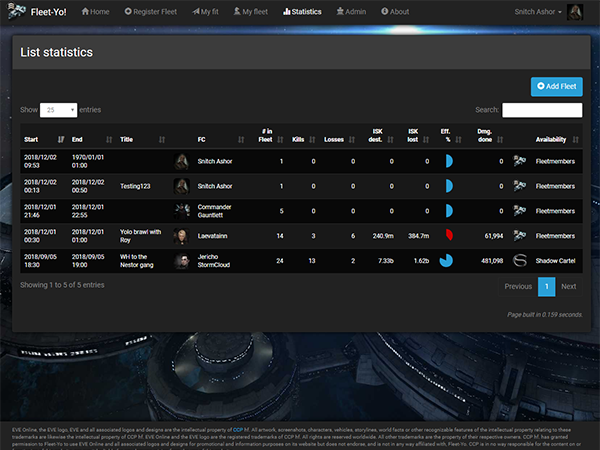 Fleet-Yo! Home Register Fleet My fit My fleet Statistics Admin About Snitch Ashor
List statistics
Add Fleet
Show 25 entries Search:
Start End Title FC # in Fleet Kills Losses ISK dest. ISK lost Eff. % Dmg. done Availability
2018/12/02 09:53 1970/01/01 01:00 Snitch Ashor 1 0 0 0 0 0 Fleetmembers
2018/12/02 00:13 2018/12/02 00:50 Testing123 Snitch Ashor 1 0 0 0 0 0 Fleetmembers
2018/12/01 21:46 2018/12/01 22:55 Commander Gauntlett 5 0 0 0 0 0 Fleetmembers
2018/12/01 00:30 2018/12/01 01:00 Yolo brawl with Roy Laevatainn 14 3 6 240.9m 384.7m 61,994 Fleetmembers
2018/09/05 18:30 2018/09/05 19:00 WH to the Nestor gang Jericho StormCloud 24 13 2 7.33b 1.62b 481,098 Shadow Cartel
Showing 1 to 5 of 5 entries Previous 1 Next
Page built in 0.159 seconds.
EVE Online, the EVE logo, EVE and all associated logos and designs are the intellectual property of CCP hf. All artwork, screenshots, characters, vehicles, storylines, world facts or other recognizable features of the intellectual property relating to these
trademarks are likewise the intellectual property of CCP hf. EVE Online and the EVE logo are the registered trademarks of CCP hf. All rights are reserved worldwide. All other trademarks are the property of their respective owners. CCP hf. has granted
permission to Fleet-Yo to use EVE Online and all associated logos and designs for promotional and information purposes on its website but does not endorse, and is not in any way affiliated with, Fleet-Yo. CCP is in no way responsible for the content on or